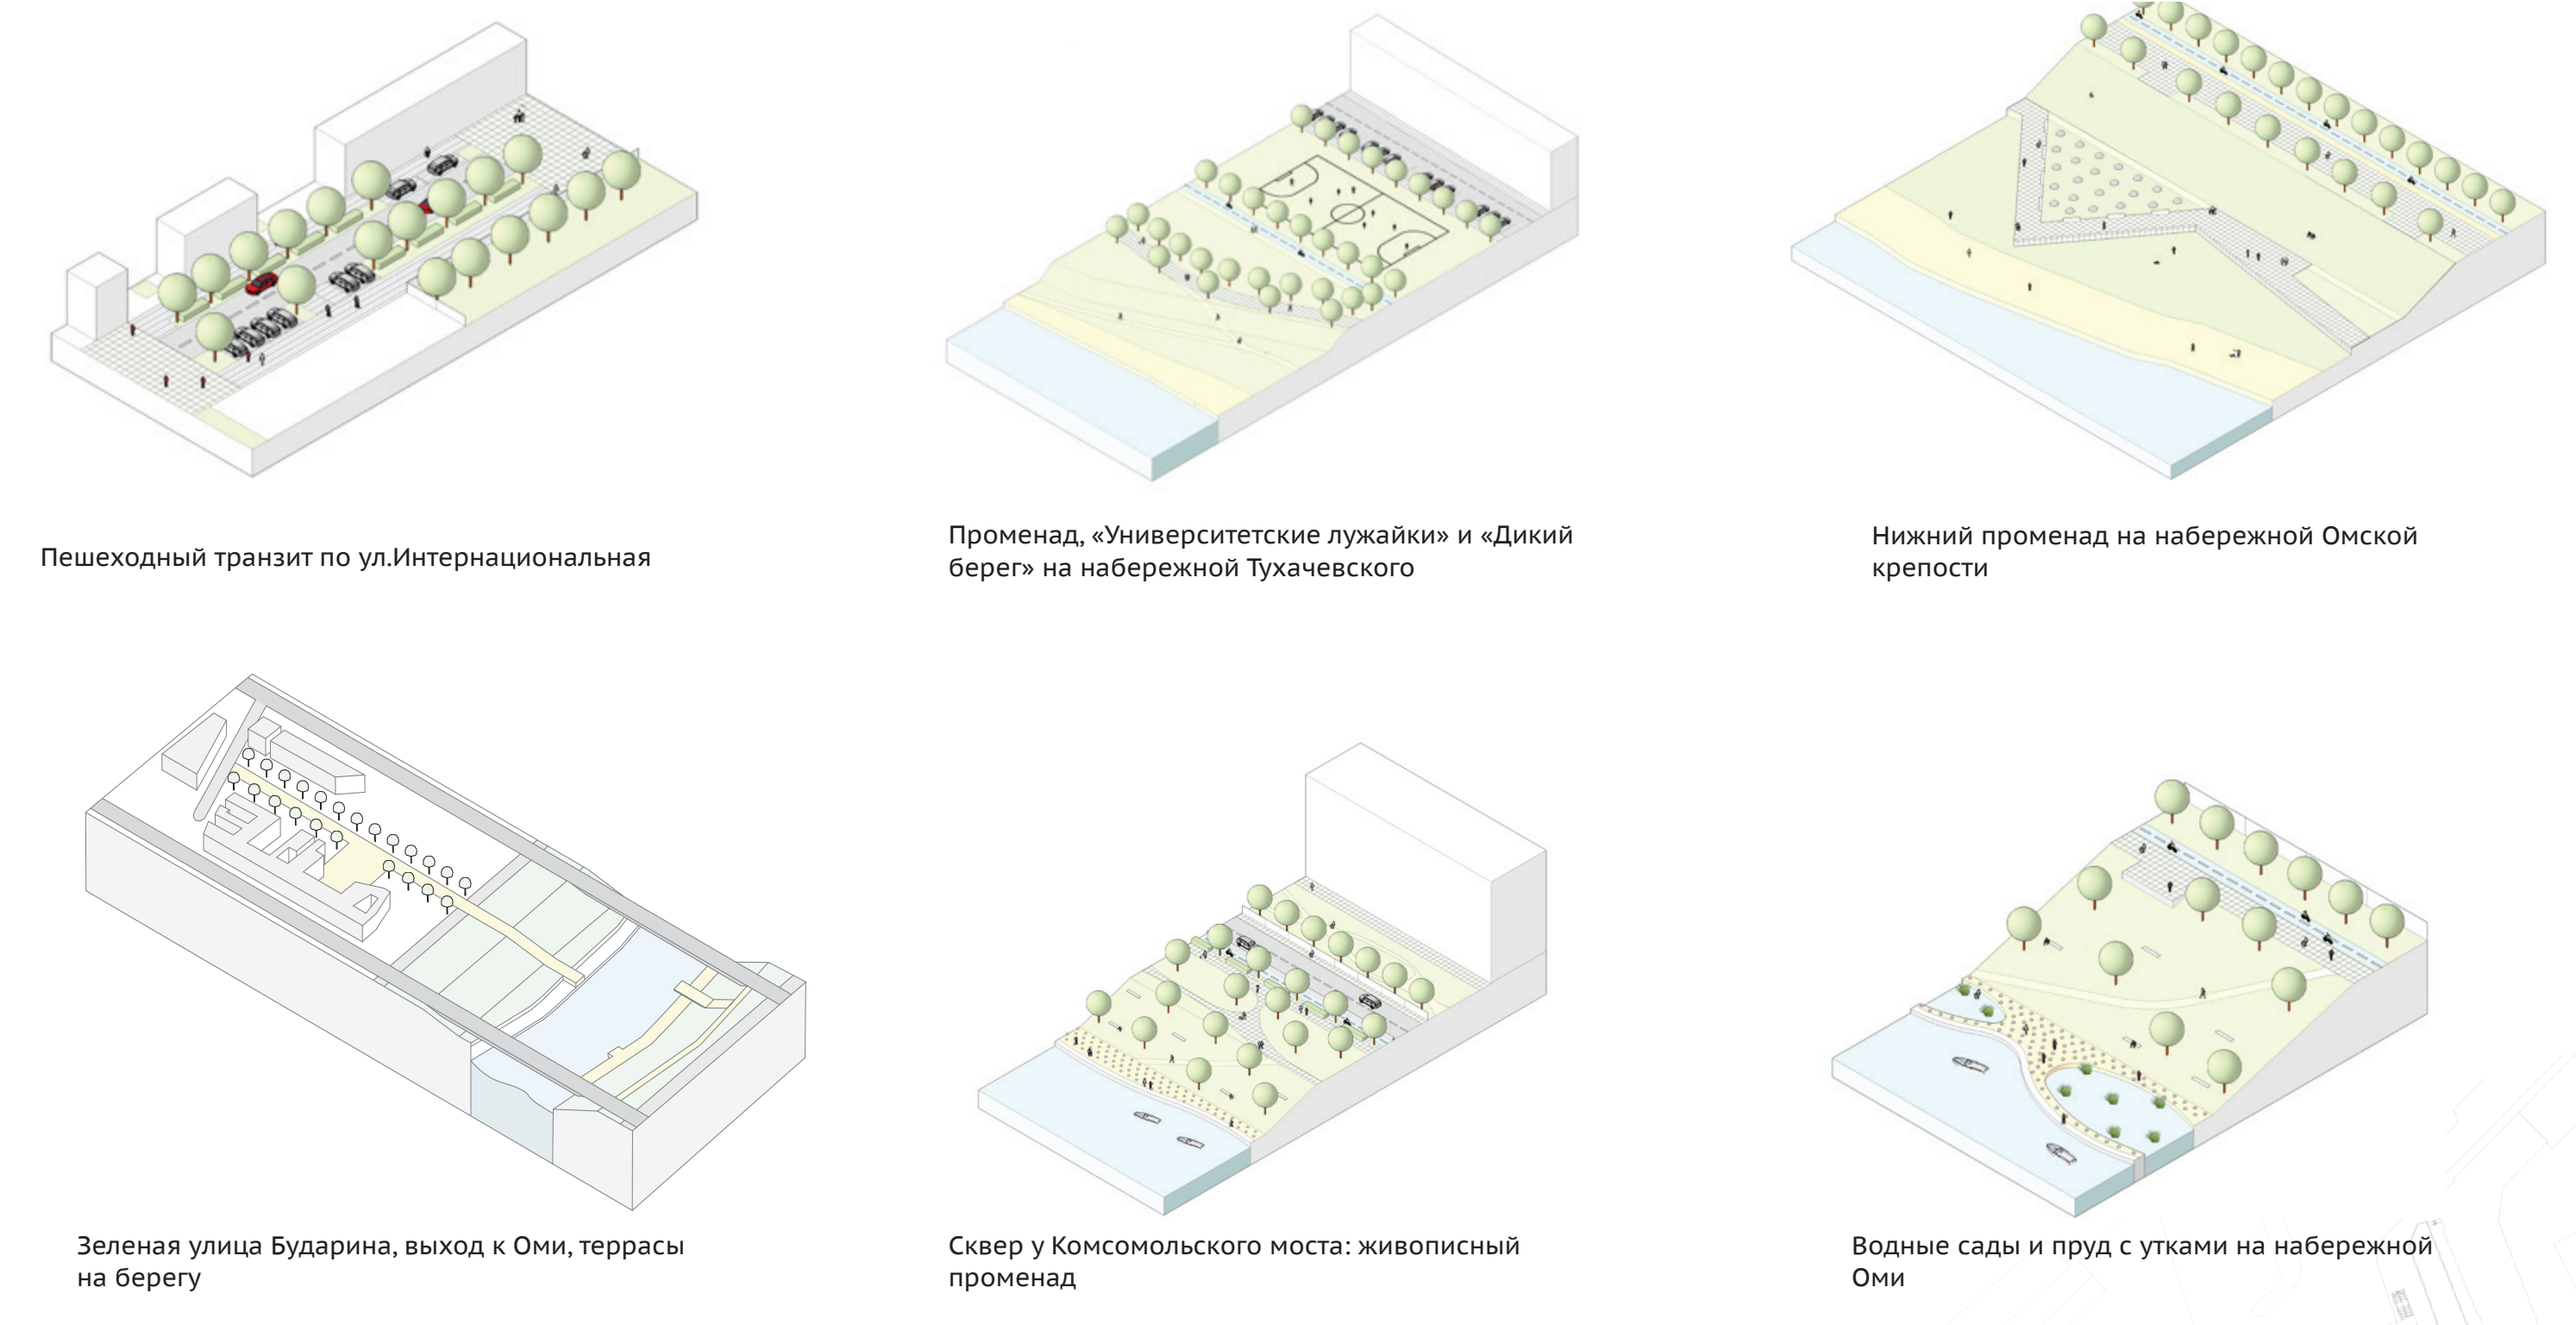 Пешеходный транзит по ул.Интернациональная
Променад, «Университетские лужайки» и «Дикий
берег» на набережной Тухачевского
Нижний променад на набережной Омской
крепости
Зеленая улица Бударина, выход к Оми, террасы
на берегу
Сквер у Комсомольского моста: живописный
променад
Водные сады и пруд с утками на набережной
Оми